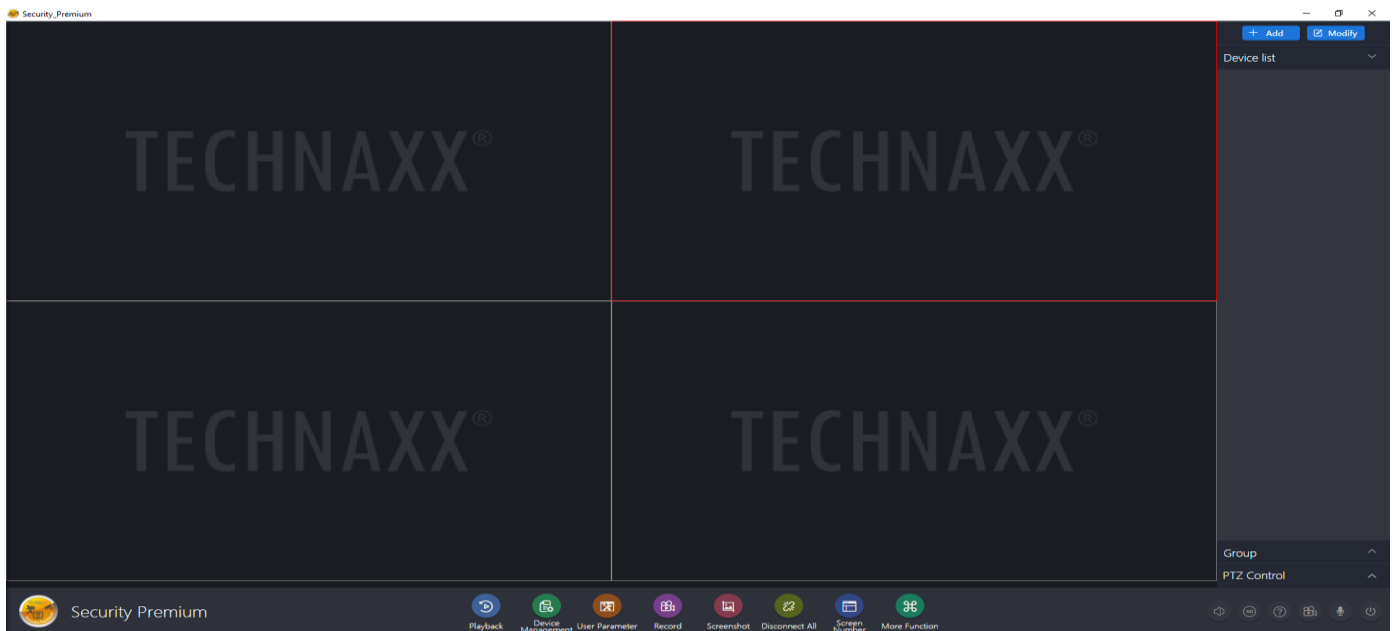 Security_Premium
Add
Modify
Device list
TECHNAXX®
TECHNAXX®
TECHNAXX®
TECHNAXX®
Group
PTZ Control
Security Premium
Playback
Device Management
User Parameter
Record
Screenshot
Disconnect All
Screen Number
More Function